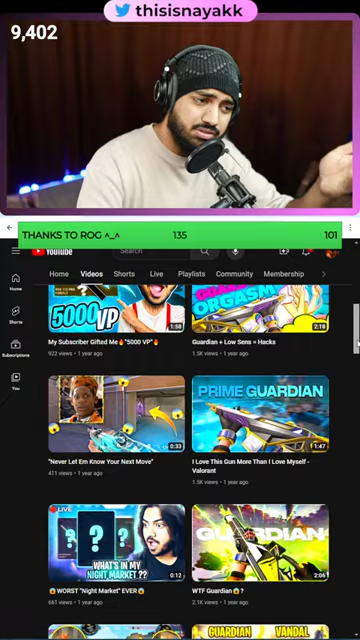 thisisnayakk
9,402
THANKS TO ROG ^_^ 135 101
YouTube
Search
Home Videos Shorts Live Playlists Community Membership
Home
Shorts
Subscriptions
You
5000VP
1:58
My Subscriber Gifted Me🔥"5000 VP"🔥
922 views • 1 year ago
ORGASM
2:18
Guardian + Low Sens = Hacks
1.5K views • 1 year ago
0:33
"Never Let Em Know Your Next Move"
411 views • 1 year ago
PRIME GUARDIAN
1:47
I Love This Gun More Than I Love Myself -
Valorant
1.5K views • 1 year ago
LIVE
? ? ?
WHAT'S IN MY
NIGHT MARKET ??
0:12
😱WORST "Night Market" EVER😱
661 views • 1 year ago
GUARDIAN
2:06
WTF Guardian😱?
2.1K views • 1 year ago
GUARDIAN VANDAL